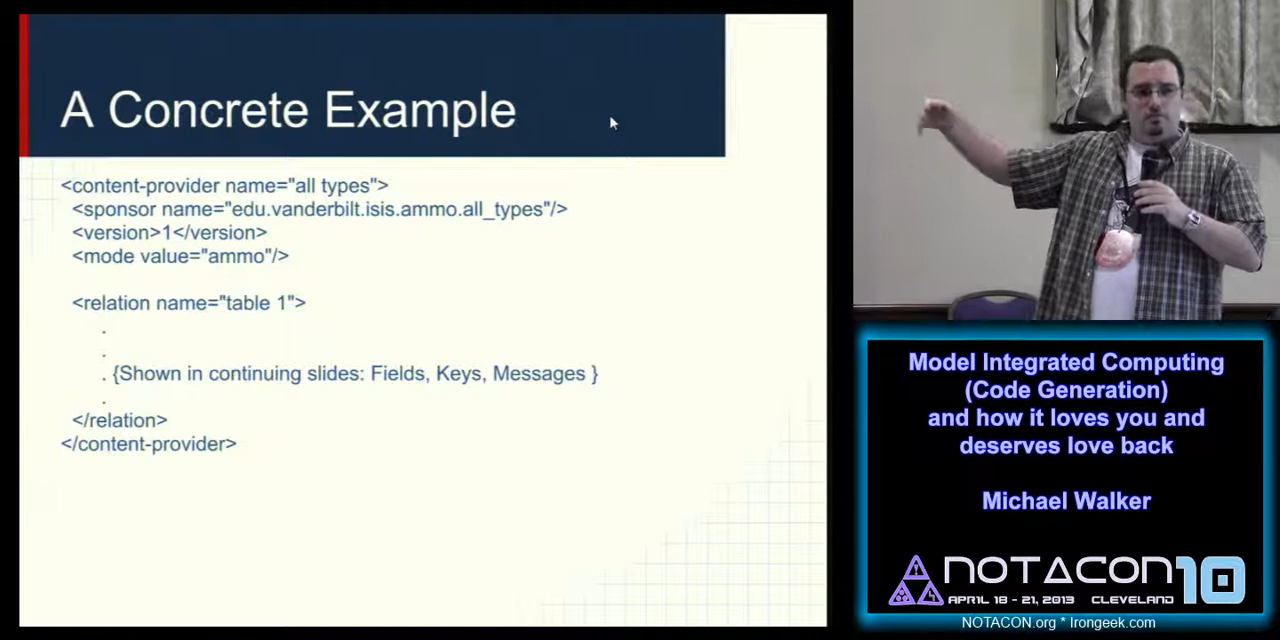 A Concrete Example
<content-provider name="all types">
<sponsor name="edu.vanderbilt.isis.ammo.all_types"/>
<version>1</version>
<mode value="ammo"/>
<relation name="table 1">
.
.
. {Shown in continuing slides: Fields, Keys, Messages }
.
</relation>
</content-provider>
Model Integrated Computing
(Code Generation)
and how it loves you and
deserves love back
Michael Walker
NOTACON 10
APRIL 18 - 21, 2013 CLEVELAND
NOTACON.org * Irongeek.com